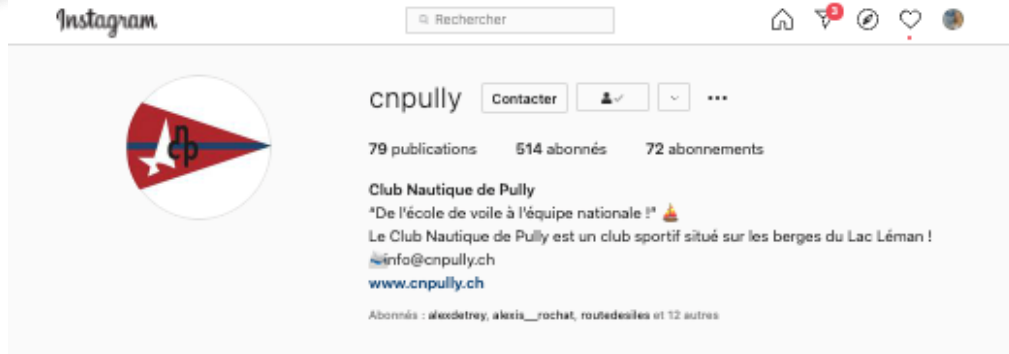 Instagram
Rechercher
3
cnpully Contacter
79 publications 514 abonnés 72 abonnements
Club Nautique de Pully
"De l'école de voile à l'équipe nationale !"
Le Club Nautique de Pully est un club sportif situé sur les berges du Lac Léman !
info@cnpully.ch
www.cnpully.ch
Abonnés : alexdetrey, alexis__rochat, routedesiles et 12 autres
cnp